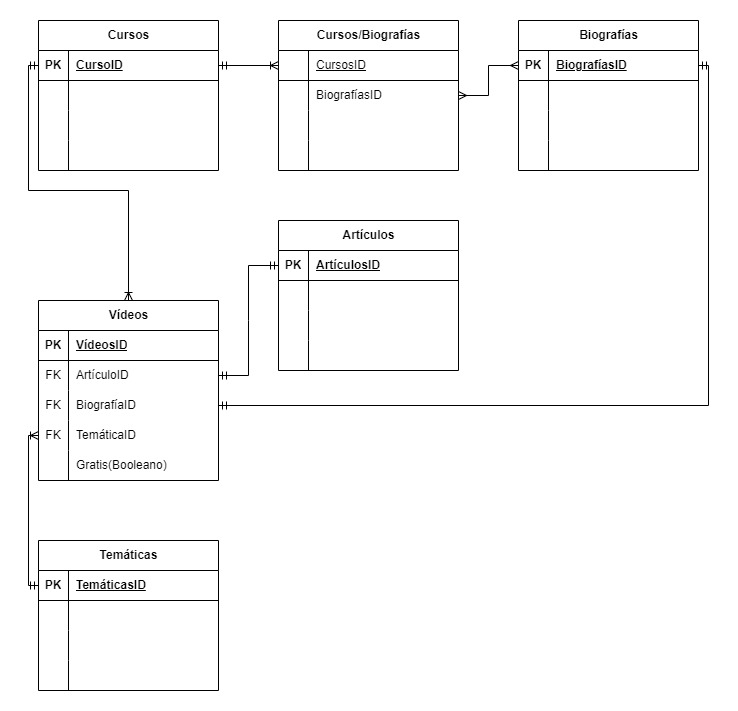 Cursos
PK CursoID
Cursos/Biografías
CursosID
BiografíasID
Biografías
PK BiografíasID
Artículos
PK ArtículosID
Vídeos
PK VídeosID
FK ArtículoID
FK BiografíaID
FK TemáticaID
Gratis(Booleano)
Temáticas
PK TemáticasID